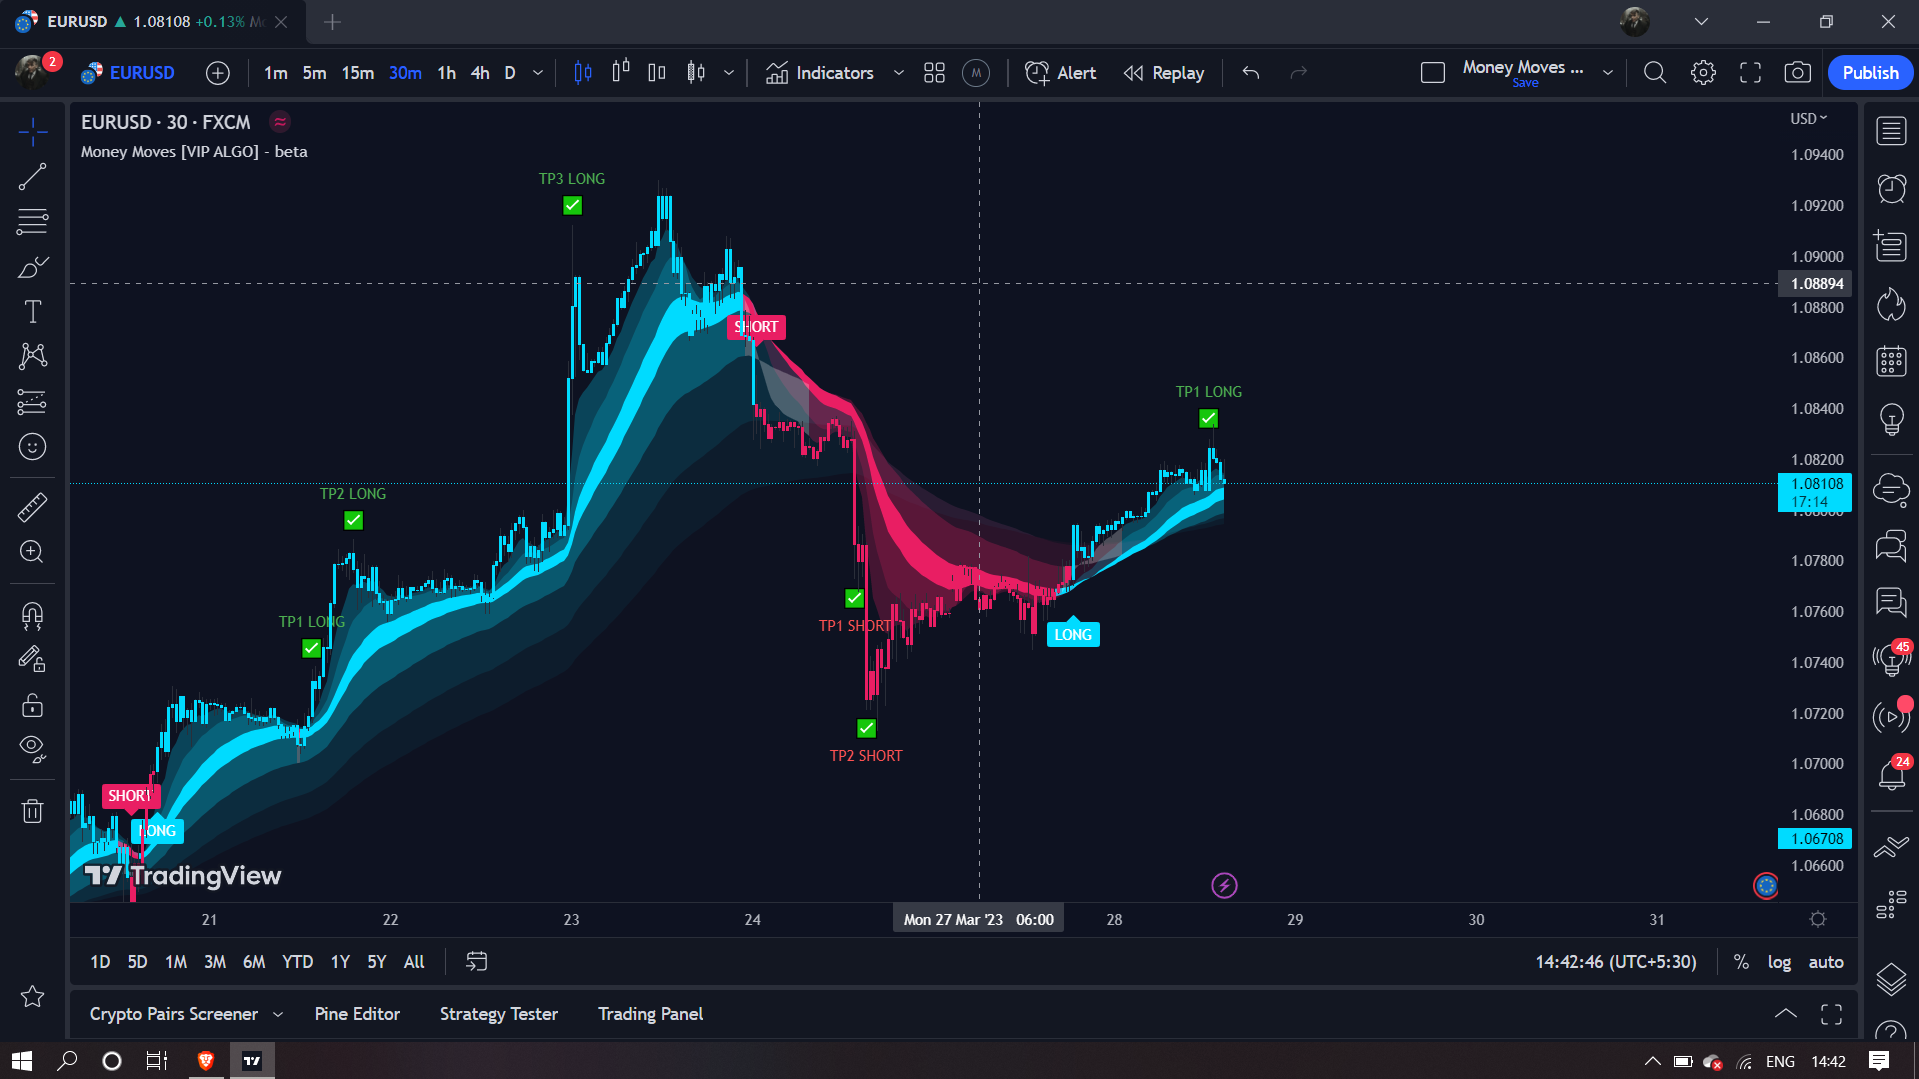 EURUSD ▲ 1.08108 +0.13% Mo
2
EURUSD
1m 5m 15m 30m 1h 4h D
Indicators
M
Alert
Replay
Money Moves ...
Save
Publish
EURUSD · 30 · FXCM
Money Moves [VIP ALGO] - beta
USD
1.09400
1.09200
1.09000
1.08894
1.08800
1.08600
1.08400
1.08200
1.08108
17:14
1.08000
1.07800
1.07600
1.07400
1.07200
1.07000
1.06800
1.06708
1.06600
TP3 LONG
SHORT
TP1 LONG
TP2 LONG
TP1 LONG
TP1 SHORT
LONG
TP2 SHORT
SHORT
LONG
TradingView
45
24
21 22 23 24 Mon 27 Mar '23 06:00 28 29 30 31
1D 5D 1M 3M 6M YTD 1Y 5Y All
14:42:46 (UTC+5:30) % log auto
Crypto Pairs Screener Pine Editor Strategy Tester Trading Panel
ENG 14:42